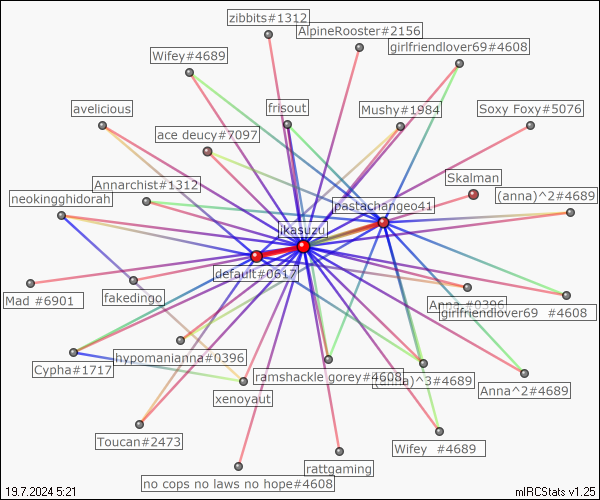 zibbits#1312
AlpineRooster#2156
girlfriendlover69#4608
Wifey#4689
avelicious
frisout
Mushy#1984
Soxy Foxy#5076
ace deucy#7097
Skalman
Annarchist#1312
neokingghidorah
pastachangeo41
(anna)^2#4689
ikasuzu
default#0617
Mad #6901
fakedingo
Anna #0396
girlfriendlover69 #4608
hypomanianna#0396
Cypha#1717
ramshackle gorey#4608
(anna)^3#4689
Anna^2#4689
xenoyaut
Toucan#2473
Wifey #4689
rattgaming
no cops no laws no hope#4608
19.7.2024 5:21
mIRCStats v1.25